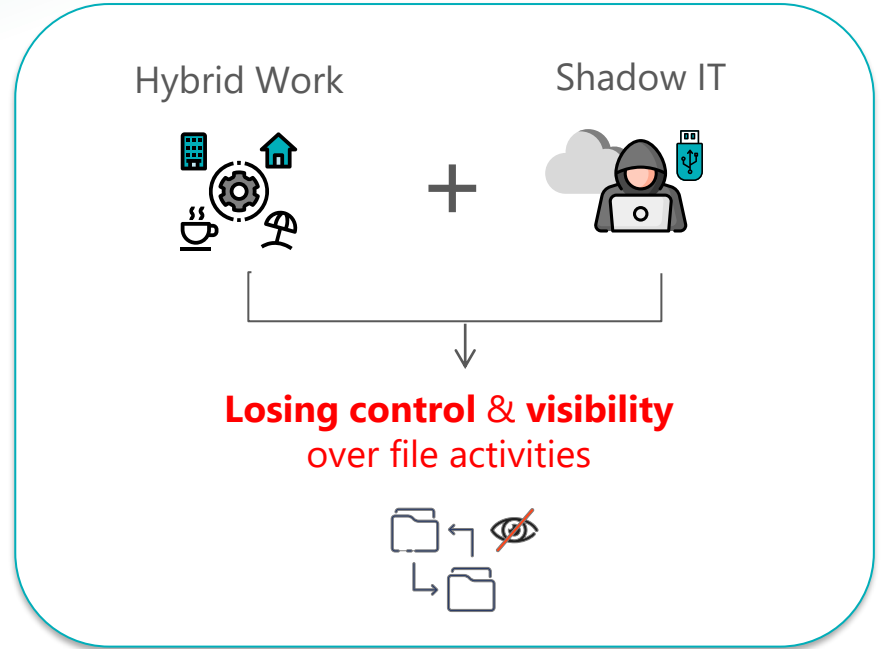 Hybrid Work
Shadow IT
+
Losing control & visibility
over file activities